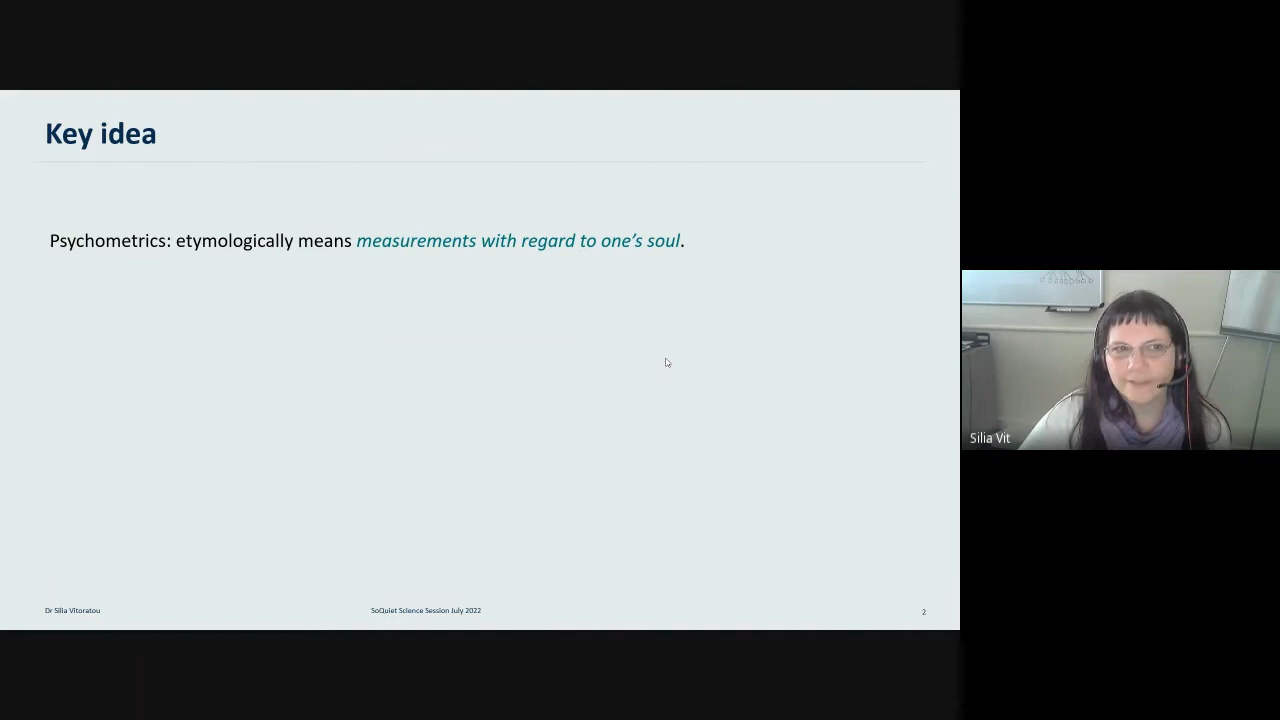 Key idea
Psychometrics: etymologically means measurements with regard to one’s soul.
Dr Silia Vitoratou
SoQuiet Science Session July 2022
2
Silia Vit